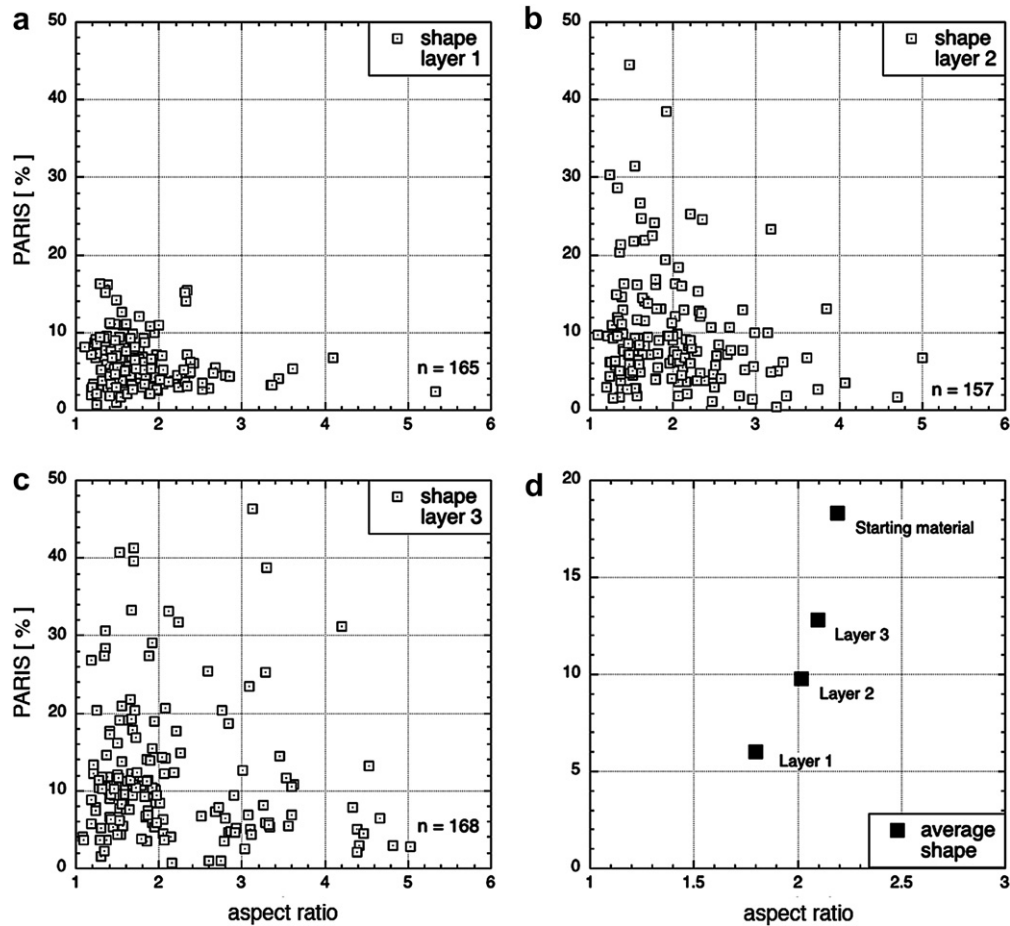 a
50
40
30
20
10
0
PARIS [ % ]
shape
layer 1
n = 165
1 2 3 4 5 6
b
50
40
30
20
10
0
shape
layer 2
n = 157
1 2 3 4 5 6
c
50
40
30
20
10
0
PARIS [ % ]
shape
layer 3
n = 168
1 2 3 4 5 6
aspect ratio
d
20
15
10
5
0
Starting material
Layer 3
Layer 2
Layer 1
average
shape
1 1.5 2 2.5 3
aspect ratio